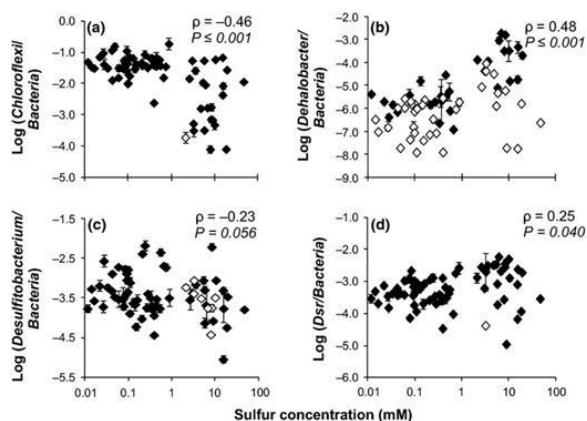 (a)
ρ = –0.46
P ≤ 0.001
Log (Chloroflexi/
Bacteria)
0.0
–1.0
–2.0
–3.0
–4.0
–5.0
(b)
ρ = 0.48
P ≤ 0.001
Log (Dehalobacter/
Bacteria)
–2.0
–3.0
–4.0
–5.0
–6.0
–7.0
–8.0
–9.0
(c)
ρ = –0.23
P = 0.056
Log (Desulfitobacterium/
Bacteria)
–1.5
–2.5
–3.5
–4.5
–5.5
0.01
0.1
1
10
100
(d)
ρ = 0.25
P = 0.040
Log (Dsr/Bacteria)
–1.0
–2.0
–3.0
–4.0
–5.0
–6.0
0.01
0.1
1
10
100
Sulfur concentration (mM)